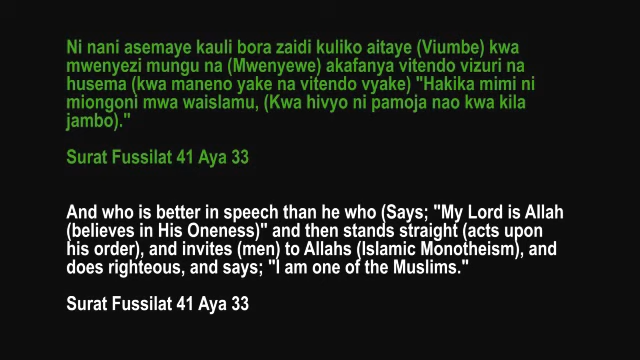 Ni nani asemaye kauli bora zaidi kuliko aitaye (Viumbe) kwa
mwenyezi mungu na (Mwenyewe) akafanya vitendo vizuri na
husema (kwa maneno yake na vitendo vyake) "Hakika mimi ni
miongoni mwa waislamu, (Kwa hivyo ni pamoja nao kwa kila
jambo)."
Surat Fussilat 41 Aya 33
And who is better in speech than he who (Says; "My Lord is Allah
(believes in His Oneness)" and then stands straight (acts upon
his order), and invites (men) to Allahs (Islamic Monotheism), and
does righteous, and says; "I am one of the Muslims."
Surat Fussilat 41 Aya 33